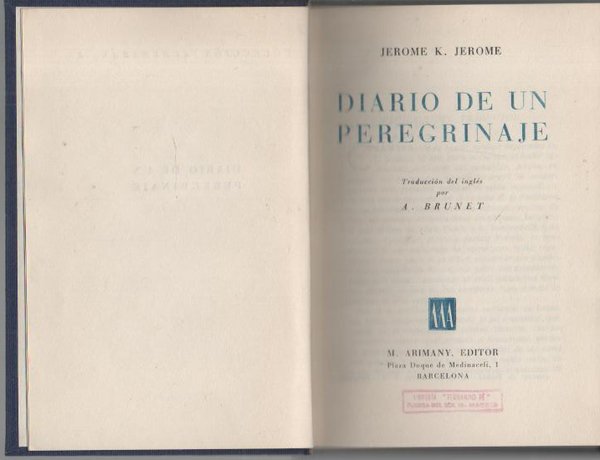 JEROME K. JEROME
DIARIO DE UN
PEREGRINAJE
Traducción del inglés
por
A. BRUNET
M. ARIMANY, EDITOR
Plaza Duque de Medinaceli, 1
BARCELONA